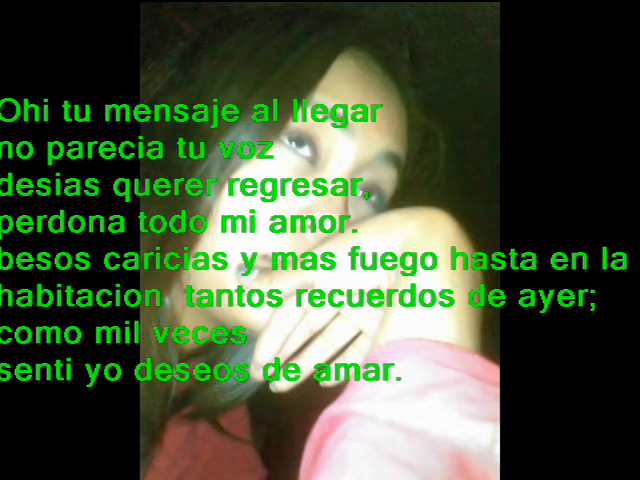 Ohi tu mensaje al llegar
no parecia tu voz
desias querer regresar,
perdona todo mi amor.
besos caricias y mas fuego hasta en la
habitacion tantos recuerdos de ayer;
como mil veces
senti yo deseos de amar.